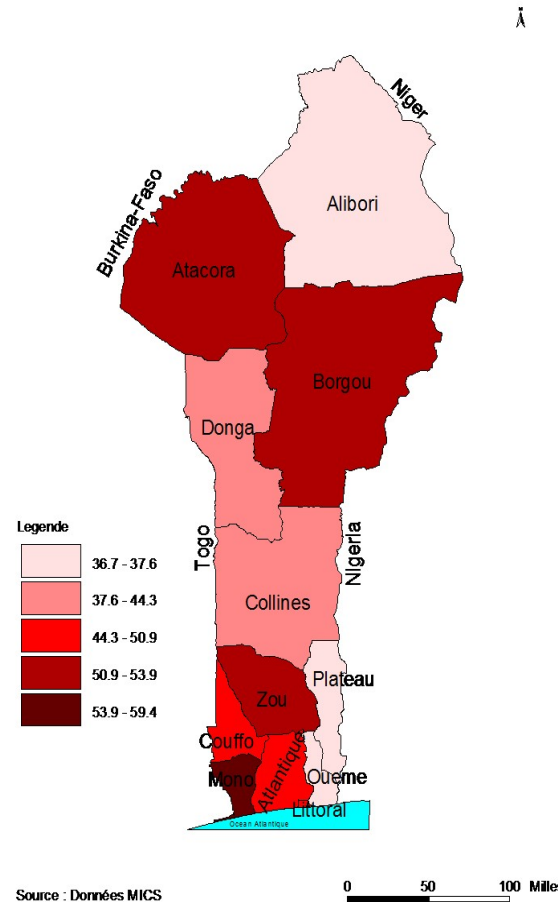 Niger
Burkina-Faso
Alibori
Atacora
Borgou
Donga
Togo
Nigeria
Collines
Plateau
Zou
Couffo
Mono
Atlantique
Oueme
Littoral
Ocean Atlantique
Legende
36.7 - 37.6
37.6 - 44.3
44.3 - 50.9
50.9 - 53.9
53.9 - 59.4
Source : Données MICS
0 50 100 Milles